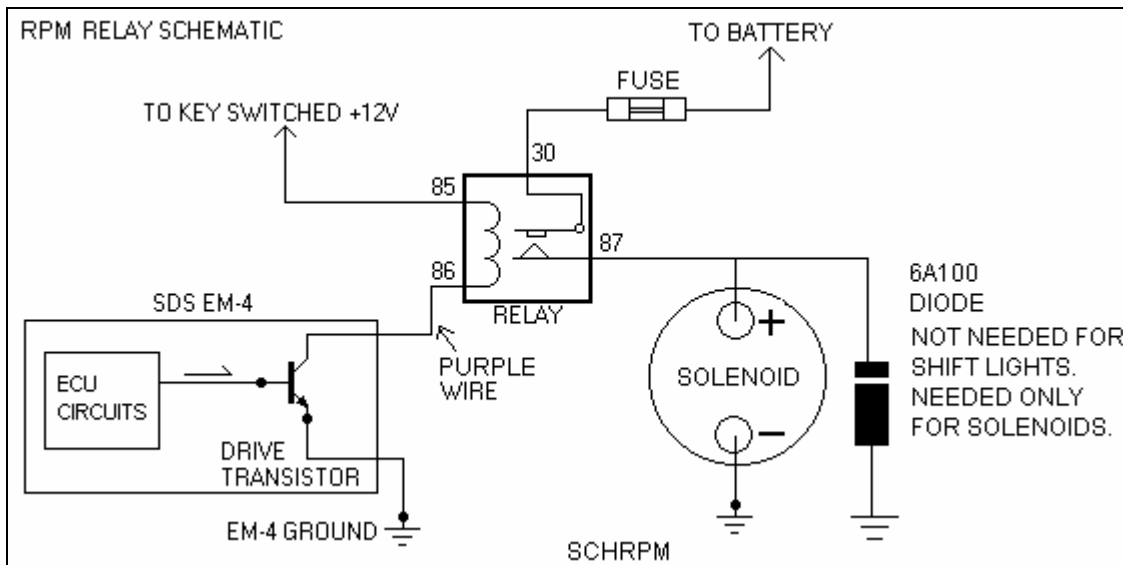 RPM RELAY SCHEMATIC
TO BATTERY
FUSE
TO KEY SWITCHED +12V
30
85
87
86
RELAY
6A100
DIODE
NOT NEEDED FOR
SHIFT LIGHTS.
NEEDED ONLY
FOR SOLENOIDS.
SDS EM-4
PURPLE
WIRE
+
SOLENOID
−
ECU
CIRCUITS
DRIVE
TRANSISTOR
EM-4 GROUND
SCHRPM